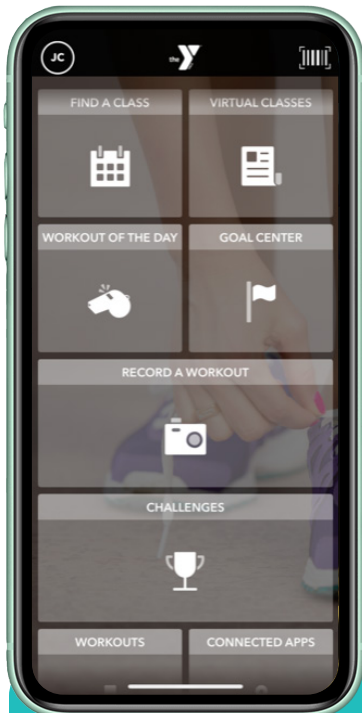 JC
the Y
FIND A CLASS
VIRTUAL CLASSES
WORKOUT OF THE DAY
GOAL CENTER
RECORD A WORKOUT
CHALLENGES
WORKOUTS
CONNECTED APPS